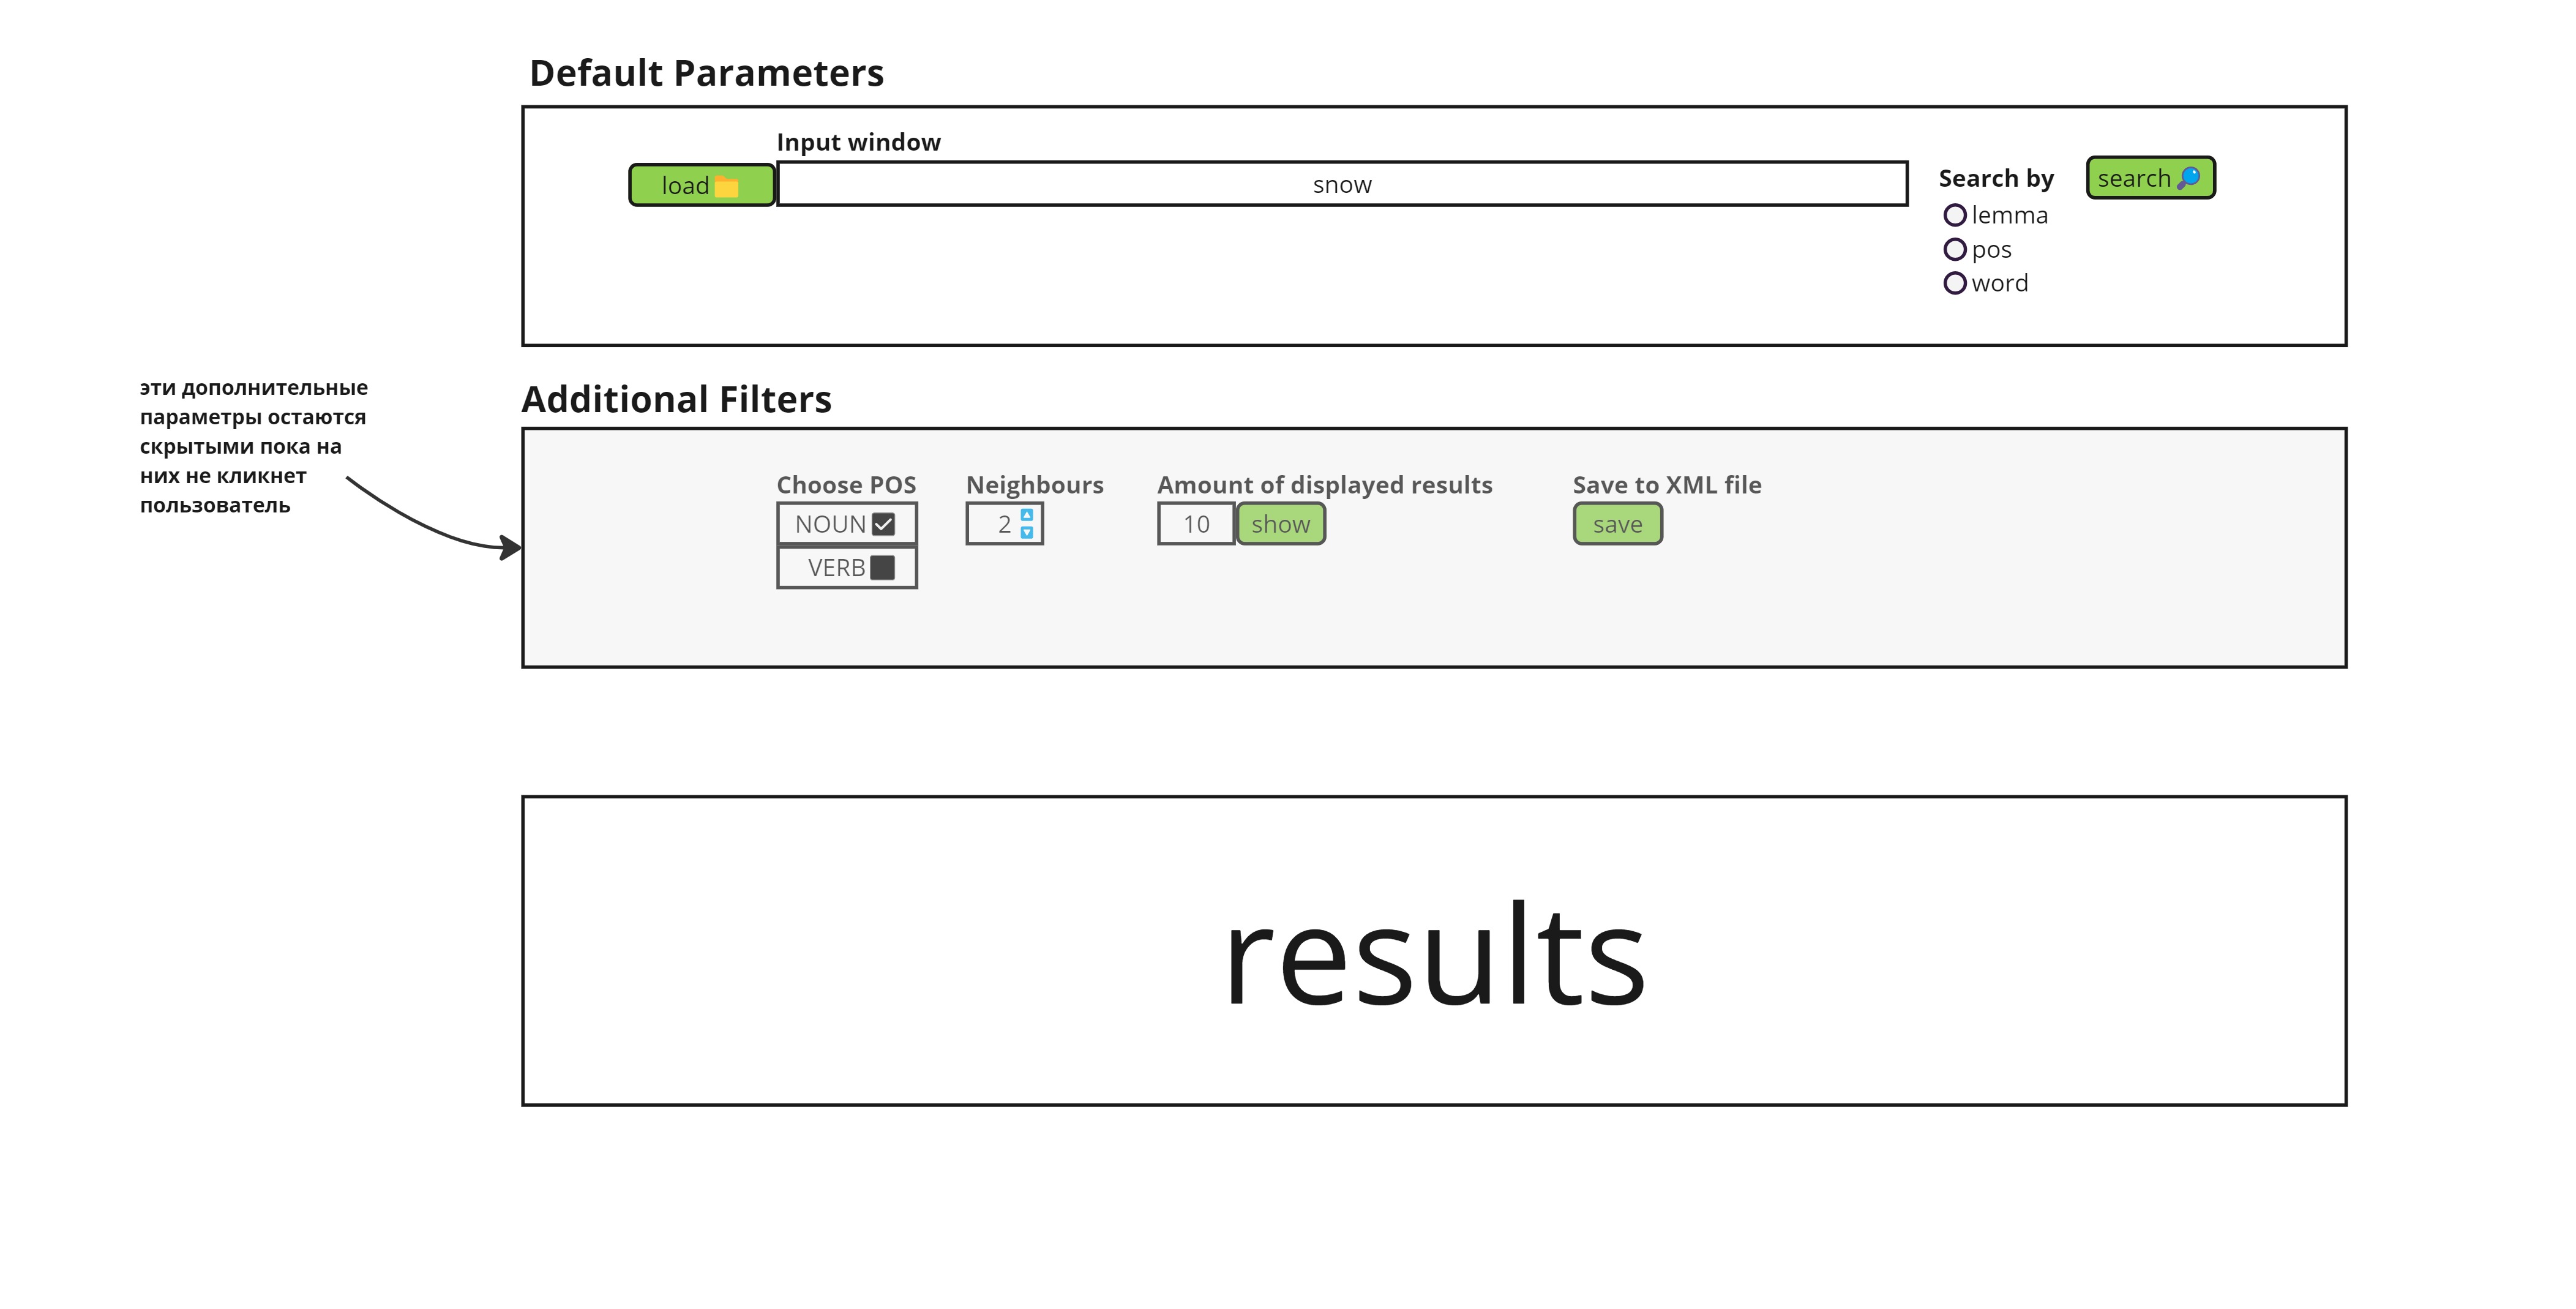 Default Parameters
Input window
load
snow
Search by
search
lemma
pos
word
эти дополнительные
параметры остаются
скрытыми пока на
них не кликнет
пользователь
Additional Filters
Choose POS
Neighbours
Amount of displayed results
Save to XML file
NOUN
2
10
show
save
VERB
results